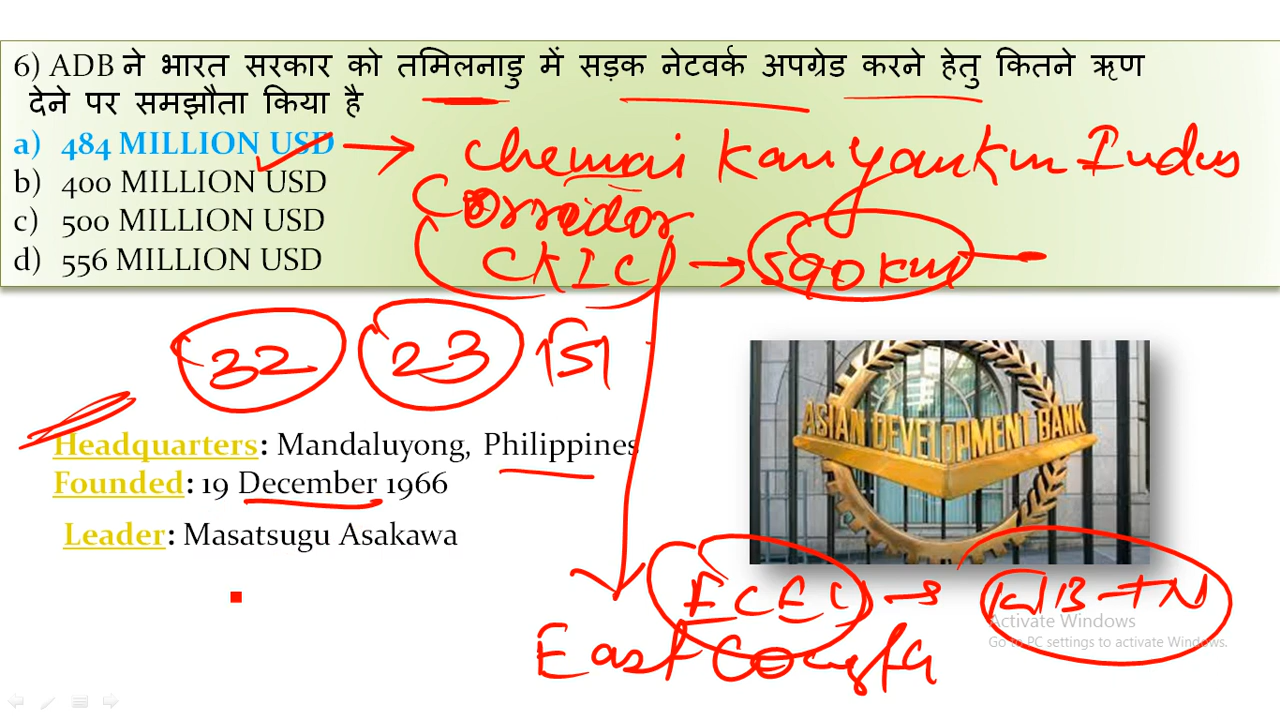 6) ADB ने भारत सरकार को तमिलनाडु में सड़क नेटवर्क अपग्रेड करने हेतु कितने ऋण
देने पर समझौता किया है
a) 484 MILLION USD
b) 400 MILLION USD
c) 500 MILLION USD
d) 556 MILLION USD
Chennai Kanyankm Indus
Corridor
CKIC → 590 km
32 23
Headquarters: Mandaluyong, Philippines
Founded: 19 December 1966
Leader: Masatsugu Asakawa
ASIAN DEVELOPMENT BANK
ECEC → WB-TN
East
Activate Windows
Go to PC settings to activate Windows.